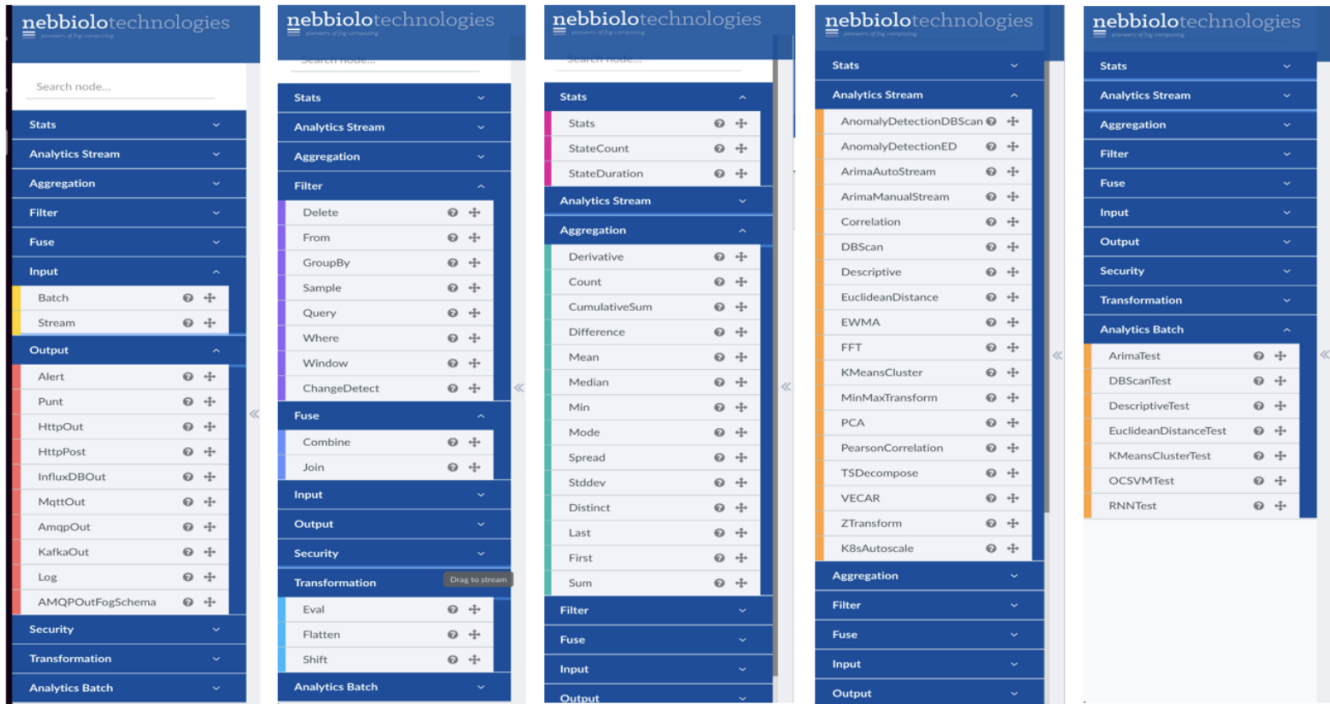 nebbiolotechnologies
pioneers of fog computing
Search node...
Stats
Analytics Stream
Aggregation
Filter
Fuse
Input
Batch
Stream
Output
Alert
Punt
HttpOut
HttpPost
InfluxDBOut
MqttOut
AmqpOut
KafkaOut
Log
AMQPOutFogSchema
Security
Transformation
Analytics Batch
nebbiolotechnologies
pioneers of fog computing
Search node...
Stats
Analytics Stream
Aggregation
Filter
Delete
From
GroupBy
Sample
Query
Where
Window
ChangeDetect
Fuse
Combine
Join
Input
Output
Security
Transformation
Drag to stream
Eval
Flatten
Shift
Analytics Batch
nebbiolotechnologies
pioneers of fog computing
Search node...
Stats
Stats
StateCount
StateDuration
Analytics Stream
Aggregation
Derivative
Count
CumulativeSum
Difference
Mean
Median
Min
Mode
Spread
Stddev
Distinct
Last
First
Sum
Filter
Fuse
Input
Output
nebbiolotechnologies
pioneers of fog computing
Stats
Analytics Stream
AnomalyDetectionDBScan
AnomalyDetectionED
ArimaAutoStream
ArimaManualStream
Correlation
DBScan
Descriptive
EuclideanDistance
EWMA
FFT
KMeansCluster
MinMaxTransform
PCA
PearsonCorrelation
TSDecompose
VECAR
ZTransform
K8sAutoscale
Aggregation
Filter
Fuse
Input
Output
nebbiolotechnologies
pioneers of fog computing
Stats
Analytics Stream
Aggregation
Filter
Fuse
Input
Output
Security
Transformation
Analytics Batch
ArimaTest
DBScanTest
DescriptiveTest
EuclideanDistanceTest
KMeansClusterTest
OCSVMTest
RNNTest